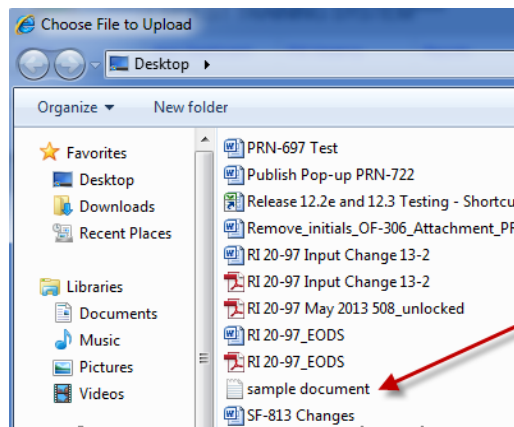 Choose File to Upload
Desktop
Organize
New folder
Favorites
Desktop
Downloads
Recent Places
Libraries
Documents
Music
Pictures
Videos
PRN-697 Test
Publish Pop-up PRN-722
Release 12.2e and 12.3 Testing - Shortcu
Remove_initials_OF-306_Attachment_PR
RI 20-97 Input Change 13-2
RI 20-97 Input Change 13-2
RI 20-97 May 2013 508_unlocked
RI 20-97_EODS
RI 20-97_EODS
sample document
SF-813 Changes